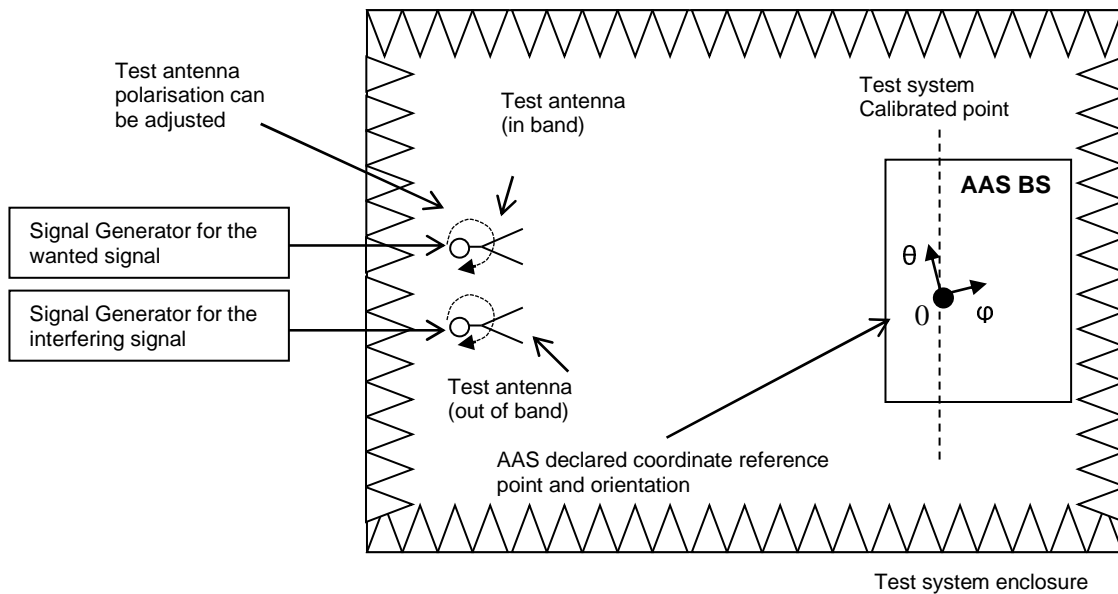 Test antenna
polarisation can
be adjusted
Test antenna
(in band)
Test system
Calibrated point
AAS BS
Signal Generator for the
wanted signal
θ
0
φ
Signal Generator for the
interfering signal
Test antenna
(out of band)
AAS declared coordinate reference
point and orientation
Test system enclosure